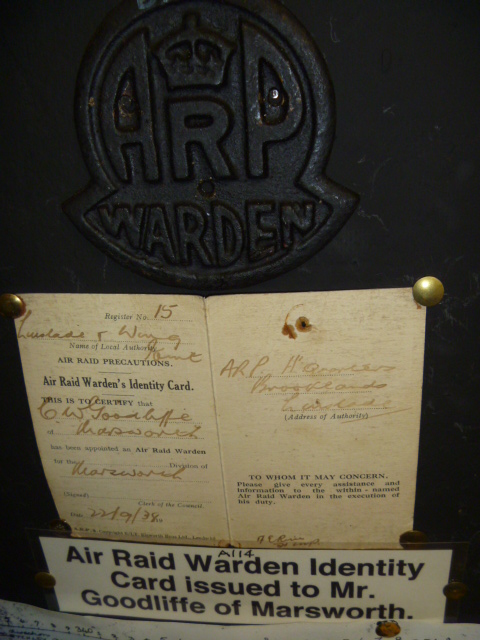 ARP
WARDEN
Register No. 15
Linslade & Wing
Name of Local Authority
AIR RAID PRECAUTIONS.
Air Raid Warden's Identity Card.
THIS IS TO CERTIFY that
C W Goodliffe
of Marsworth
has been appointed an Air Raid Warden
for the Division of
Marsworth
(Signed)
Clerk of the Council.
Date 22/9/38
ARP
Linslade
(Address of Authority)
TO WHOM IT MAY CONCERN.
Please give every assistance and
information to the within-named
Air Raid Warden in the execution of
his duty.
A114
Air Raid Warden Identity
Card issued to Mr.
Goodliffe of Marsworth.